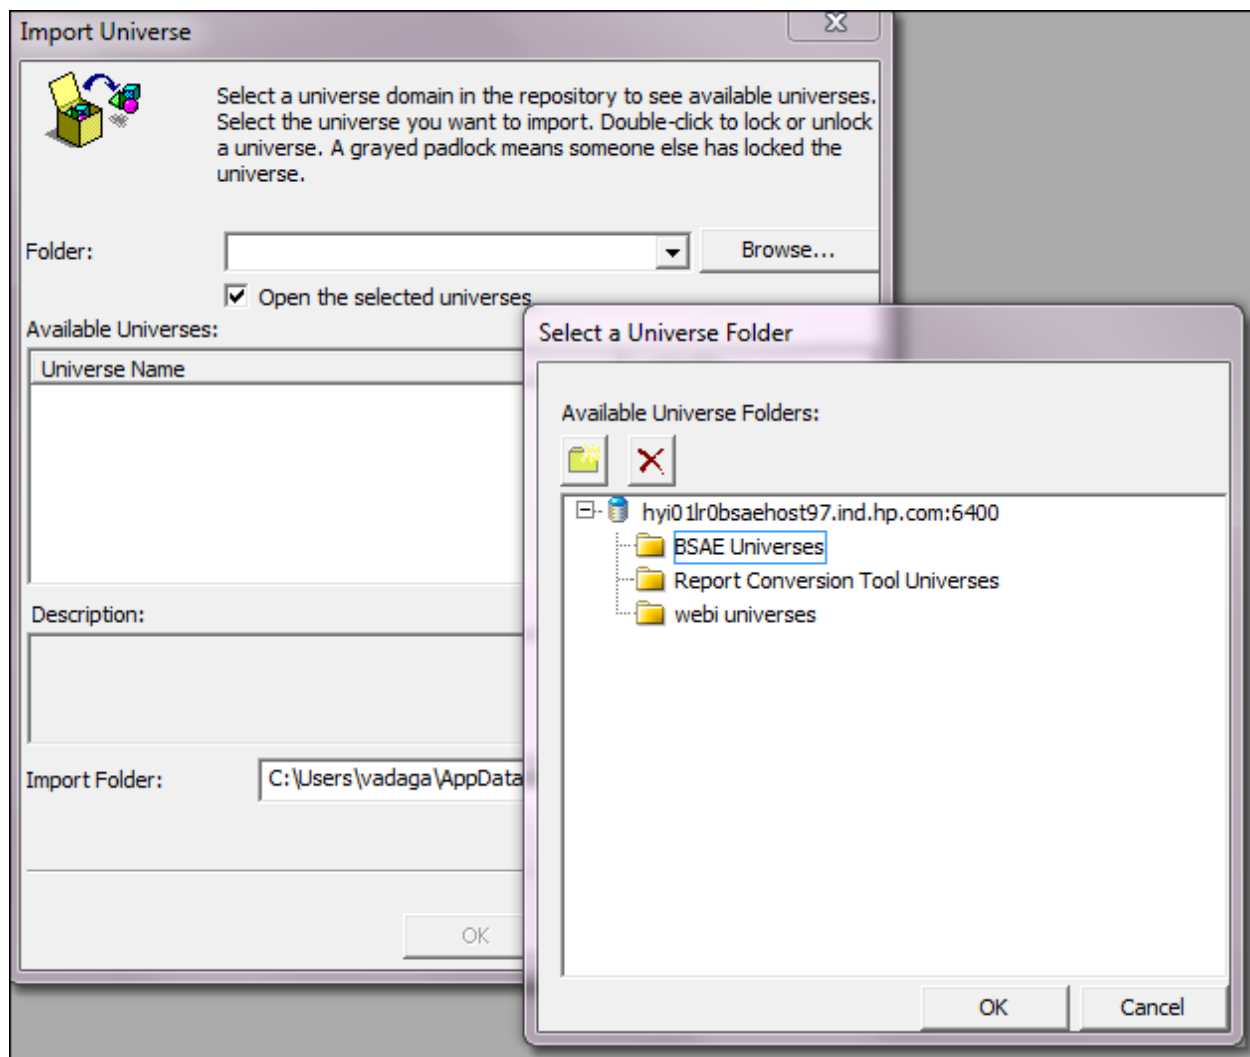 Import Universe
Select a universe domain in the repository to see available universes.
Select the universe you want to import. Double-click to lock or unlock
a universe. A grayed padlock means someone else has locked the
universe.
Folder:
Browse...
Open the selected universes
Available Universes:
Universe Name
Description:
Import Folder:
C:\Users\vadaga\AppData
OK
Select a Universe Folder
Available Universe Folders:
hyi01lr0bsaehost97.ind.hp.com:6400
BSAE Universes
Report Conversion Tool Universes
webi universes
OK
Cancel